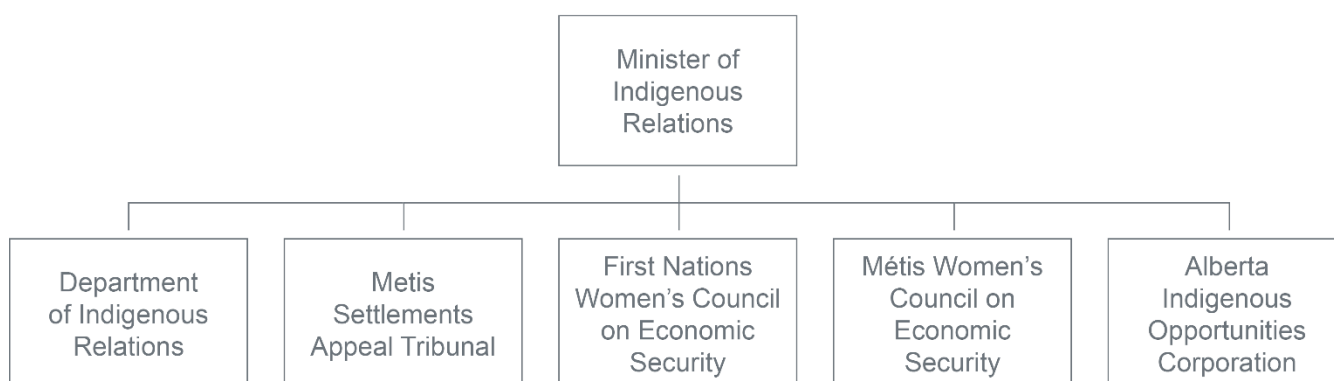 Minister of
Indigenous
Relations
Department
of Indigenous
Relations
Metis
Settlements
Appeal Tribunal
First Nations
Women’s Council
on Economic
Security
Métis Women’s
Council on
Economic
Security
Alberta
Indigenous
Opportunities
Corporation